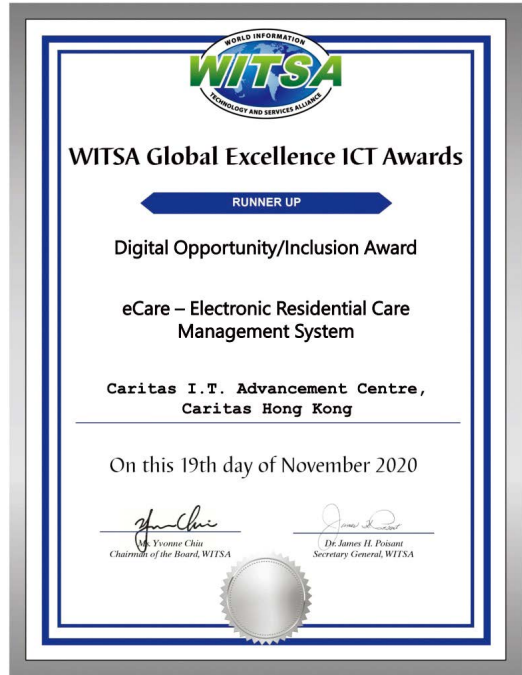 WORLD INFORMATION
WITSA
TECHNOLOGY AND SERVICES ALLIANCE
WITSA Global Excellence ICT Awards
RUNNER UP
Digital Opportunity/Inclusion Award
eCare – Electronic Residential Care
Management System
Caritas I.T. Advancement Centre,
Caritas Hong Kong
On this 19th day of November 2020
Ms. Yvonne Chiu
Chairman of the Board, WITSA
Dr. James H. Poisant
Secretary General, WITSA